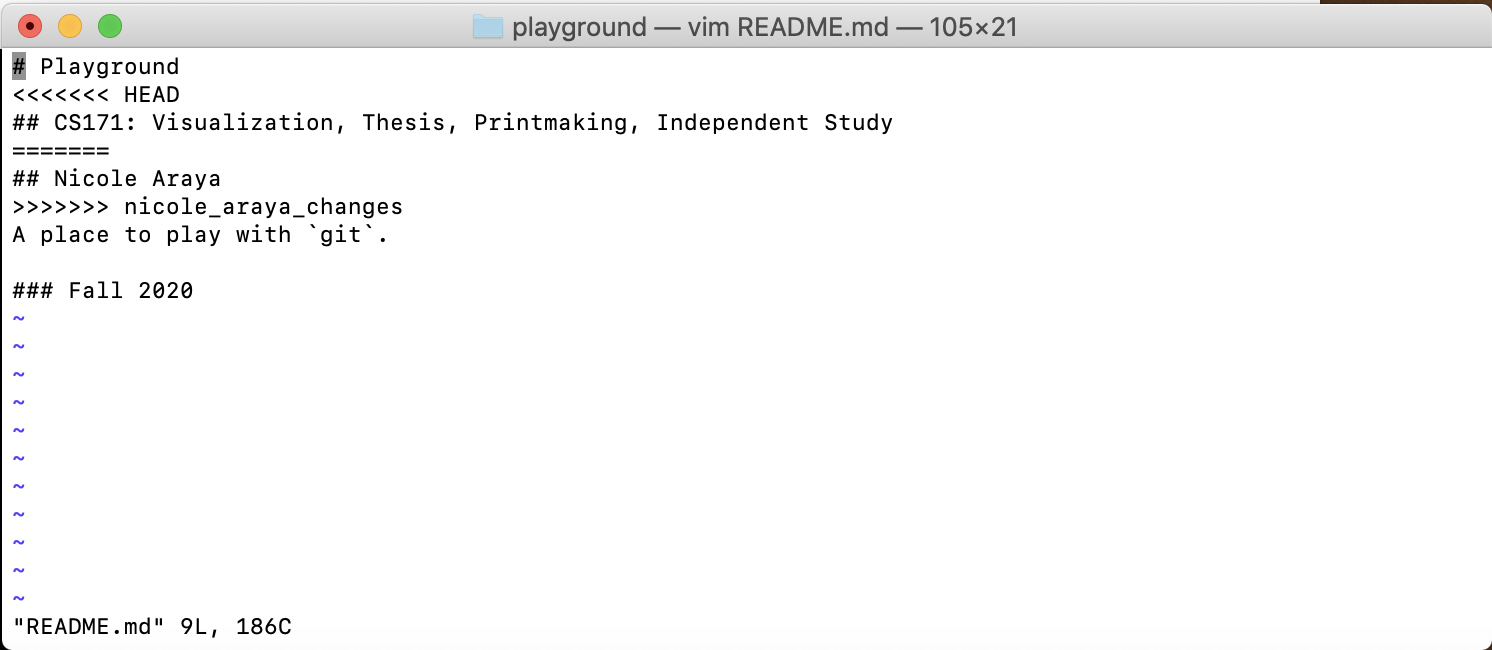 playground — vim README.md — 105×21
# Playground
<<<<<<< HEAD
## CS171: Visualization, Thesis, Printmaking, Independent Study
=======
## Nicole Araya
>>>>>>> nicole_araya_changes
A place to play with `git`.

### Fall 2020
~
~
~
~
~
~
~
~
~
~
~
"README.md" 9L, 186C